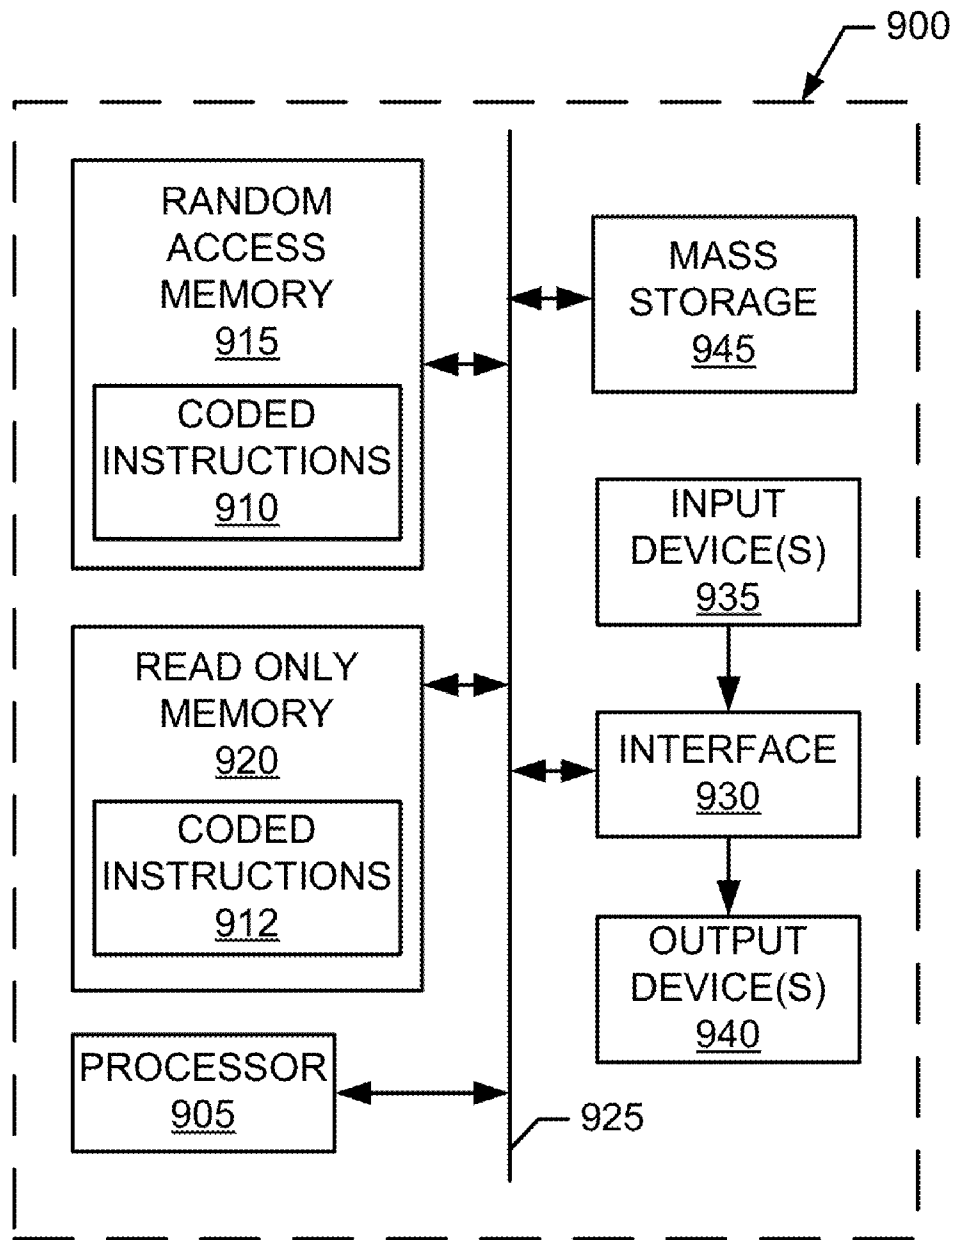 900
RANDOM
ACCESS
MEMORY
915
CODED
INSTRUCTIONS
910
READ ONLY
MEMORY
920
CODED
INSTRUCTIONS
912
PROCESSOR
905
MASS
STORAGE
945
INPUT
DEVICE(S)
935
INTERFACE
930
OUTPUT
DEVICE(S)
940
925